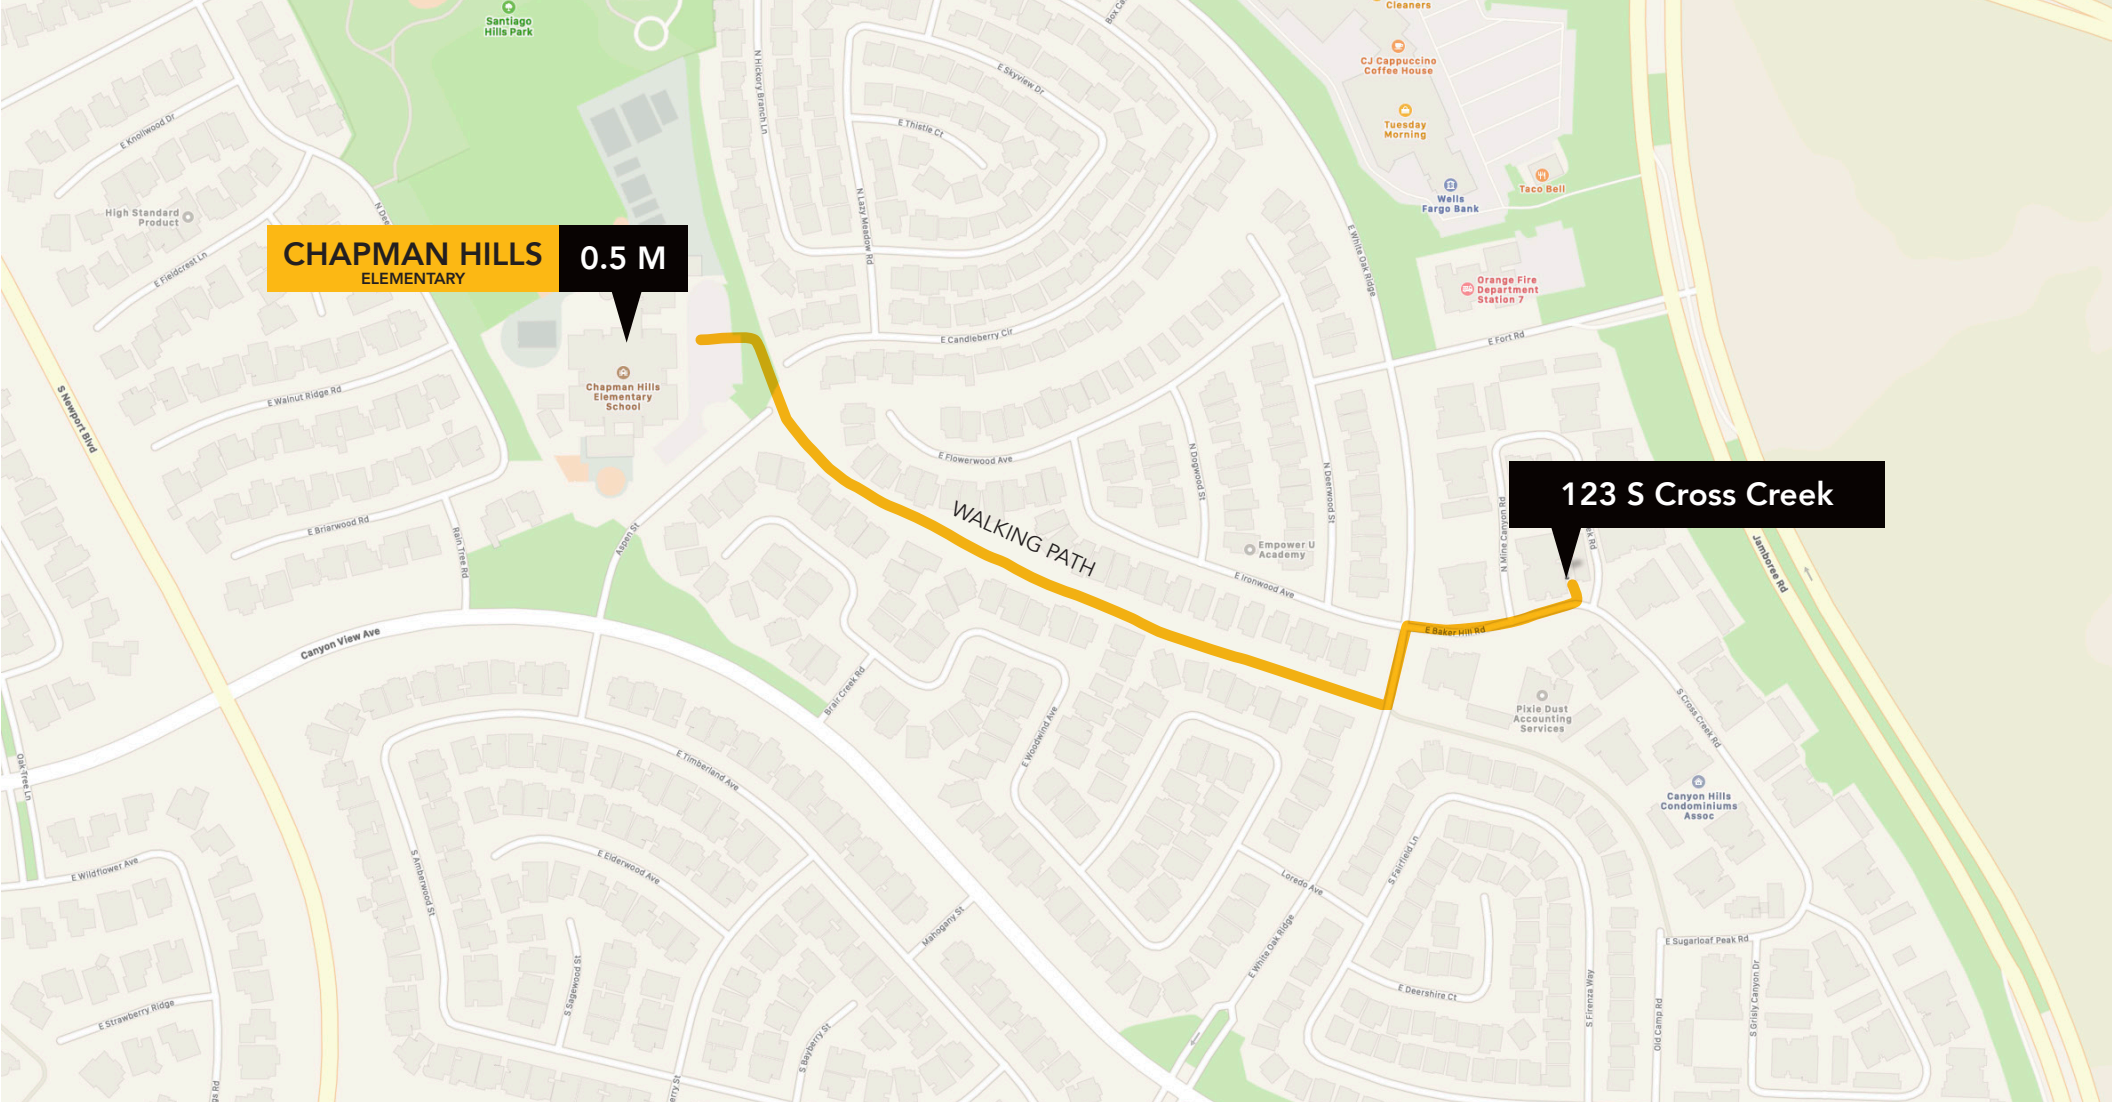 Santiago
Hills Park
Cleaners
CJ Cappuccino
Coffee House
Tuesday
Morning
Taco Bell
Wells
Fargo Bank
Orange Fire
Department
Station 7
E Skyview Dr
E Thistle Ct
N Hickory Branch Ln
N Lazy Meadow Rd
E Knollwood Dr
High Standard
Product
E Fieldcrest Ln
CHAPMAN HILLS
ELEMENTARY
0.5 M
E White Oak Ridge
E Candleberry Cir
E Fort Rd
Chapman Hills
Elementary
School
E Walnut Ridge Rd
S Newport Blvd
E Flowerwood Ave
N Dogwood St
N Deerwood St
123 S Cross Creek
N Mine Canyon Rd
WALKING PATH
E Briarwood Rd
Rain Tree Rd
Aspen St
Empower U
Academy
E Ironwood Ave
Jamboree Rd
E Baker Hill Rd
Canyon View Ave
Briar Creek Rd
E Woodwind Ave
Pixie Dust
Accounting
Services
S Cross Creek Rd
Canyon Hills
Condominiums
Assoc
Oak Tree Ln
E Timberland Ave
E Elderwood Ave
S Amberwood St
E Wildflower Ave
S Fairfield Ln
Loredo Ave
Mahogany St
E White Oak Ridge
E Sugarloaf Peak Rd
S Sagewood St
E Strawberry Ridge
E Deershire Ct
S Firenza Way
Old Camp Rd
S Grisly Canyon Dr
S Bayberry St